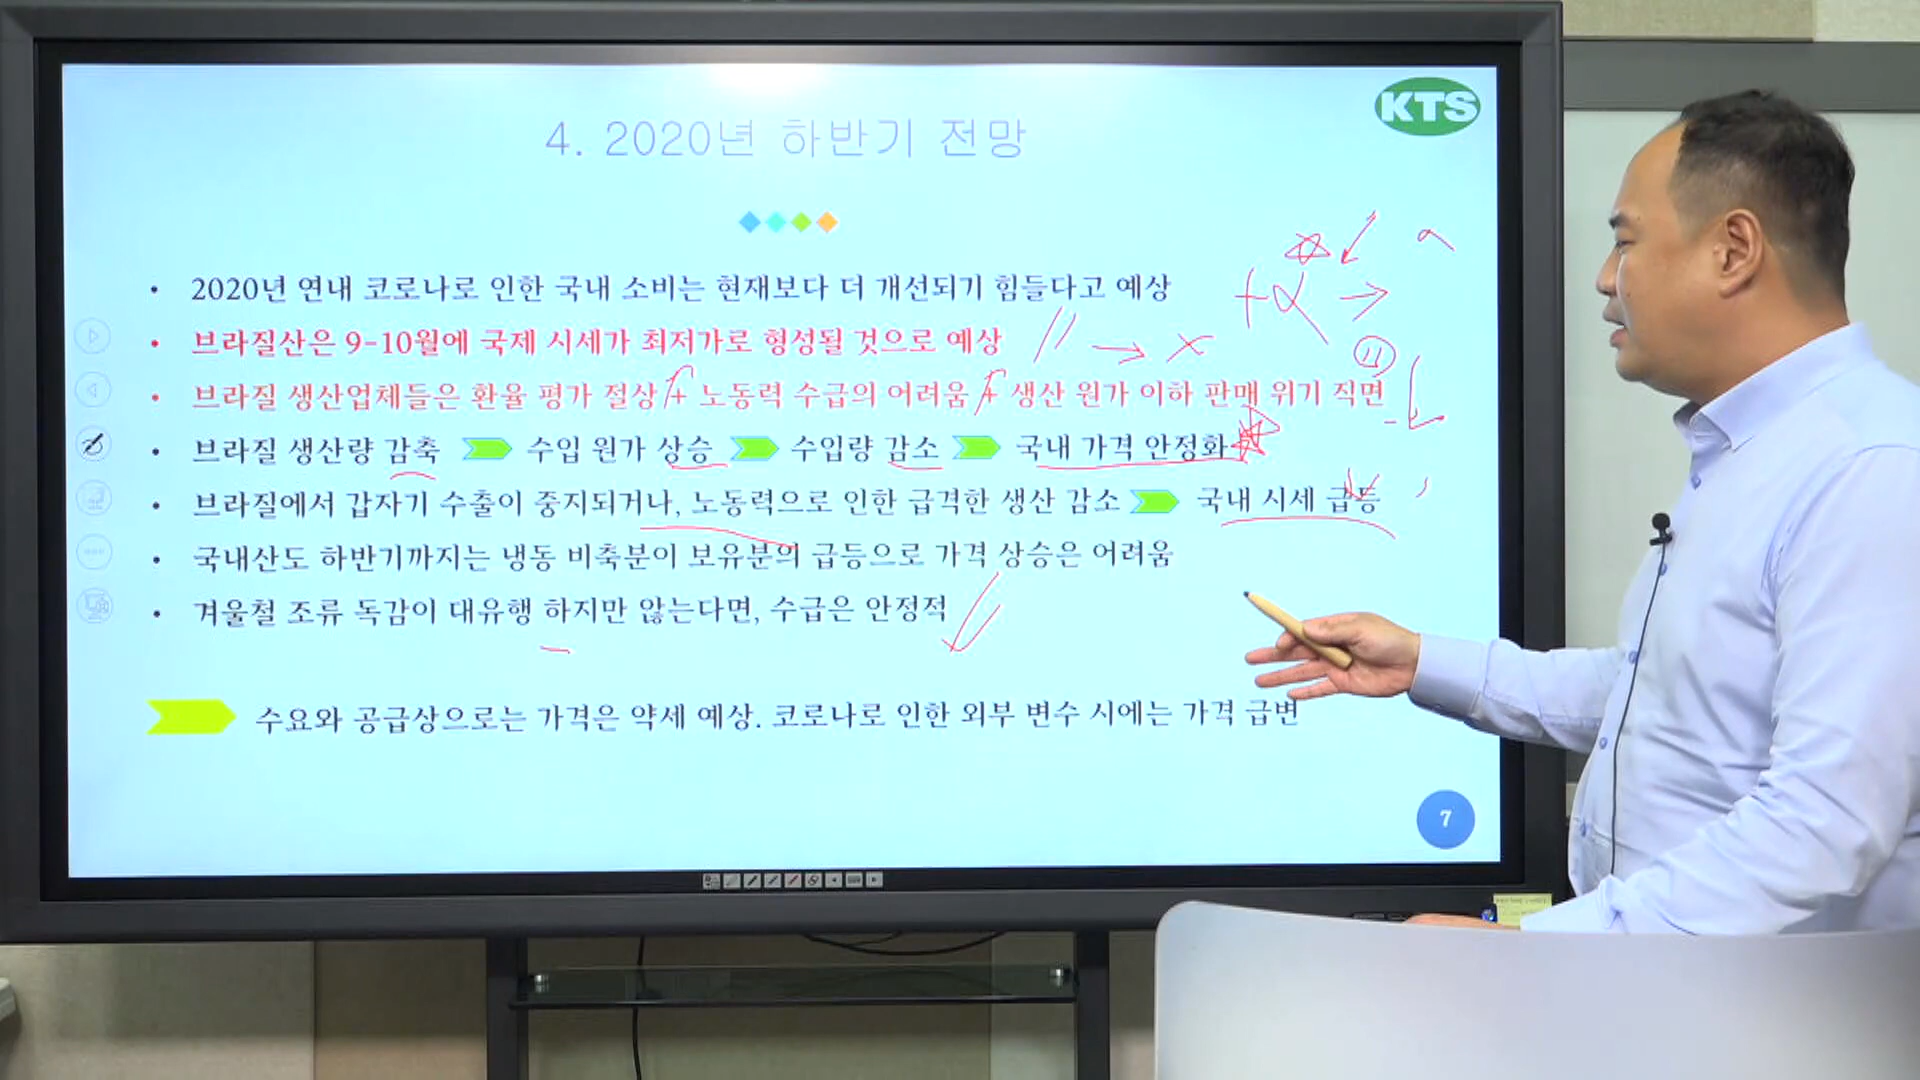 KTS
4. 2020년 하반기 전망
• 2020년 연내 코로나로 인한 국내 소비는 현재보다 더 개선되기 힘들다고 예상
• 브라질산은 9-10월에 국제 시세가 최저가로 형성될 것으로 예상
• 브라질 생산업체들은 환율 평가 절상 + 노동력 수급의 어려움 + 생산 원가 이하 판매 위기 직면
• 브라질 생산량 감축 수입 원가 상승 수입량 감소 국내 가격 안정화
• 브라질에서 갑자기 수출이 중지되거나, 노동력으로 인한 급격한 생산 감소 국내 시세 급등
• 국내산도 하반기까지는 냉동 비축분이 보유분의 급등으로 가격 상승은 어려움
• 겨울철 조류 독감이 대유행 하지만 않는다면, 수급은 안정적
수요와 공급상으로는 가격은 약세 예상. 코로나로 인한 외부 변수 시에는 가격 급변
7
+α